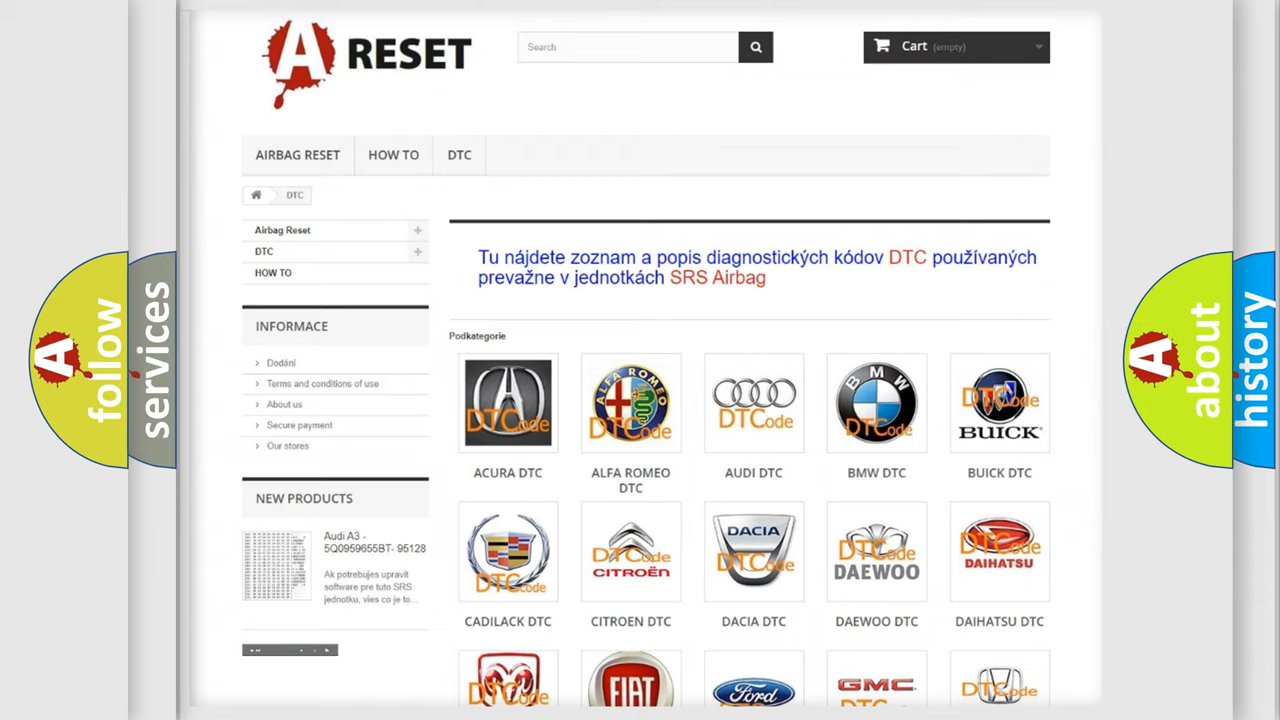 A RESET
Search
Cart (empty)
AIRBAG RESET
HOW TO
DTC
DTC
Airbag Reset
DTC
HOW TO
Tu nájdete zoznam a popis diagnostických kódov DTC používaných
prevažne v jednotkách SRS Airbag
INFORMACE
Dodání
Terms and conditions of use
About us
Secure payment
Our stores
NEW PRODUCTS
Audi A3 -
5Q0959655BT- 95128
Ak potrebujes upravit
software pre tuto SRS
jednotku, vies co je to...
Podkategorie
DTCode
ALFA ROMEO
DTCode
DTCode
BMW
DTCode
DTCode
BUICK
ACURA DTC
ALFA ROMEO
DTC
AUDI DTC
BMW DTC
BUICK DTC
DTCode
DTCode
CITROËN
DACIA
DTCode
DTCode
DAEWOO
DTCode
DAIHATSU
CADILACK DTC
CITROEN DTC
DACIA DTC
DAEWOO DTC
DAIHATSU DTC
DTCode
FIAT
Ford
GMC
DTCode
A follow
services
A about
history